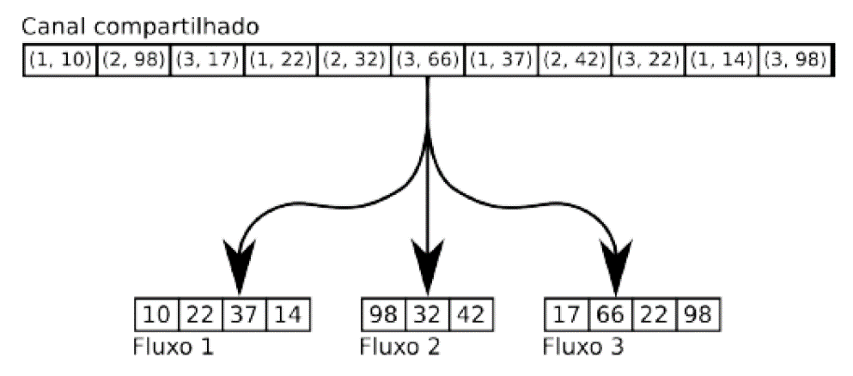 Canal compartilhado
(1, 10) (2, 98) (3, 17) (1, 22) (2, 32) (3, 66) (1, 37) (2, 42) (3, 22) (1, 14) (3, 98)
10 22 37 14 98 32 42 17 66 22 98
Fluxo 1 Fluxo 2 Fluxo 3